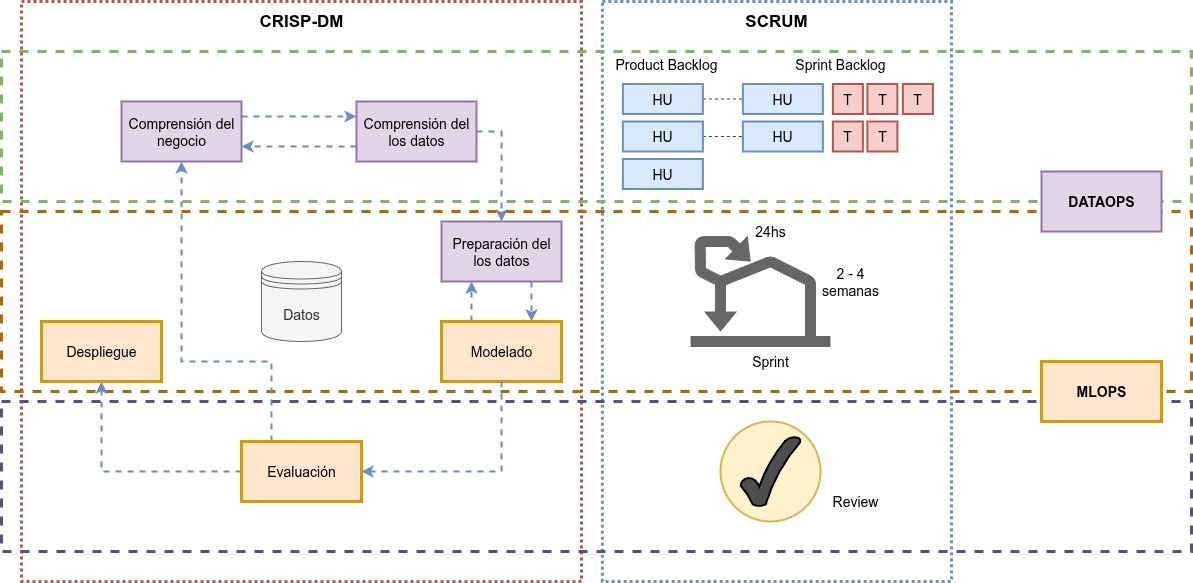 CRISP-DM
SCRUM
Product Backlog
Sprint Backlog
HU
HU
T
T
T
HU
HU
T
T
HU
Comprensión del
negocio
Comprensión del
los datos
DATAOPS
Preparación del
los datos
Datos
24hs
2 - 4
semanas
Sprint
Despliegue
Modelado
MLOPS
Evaluación
Review